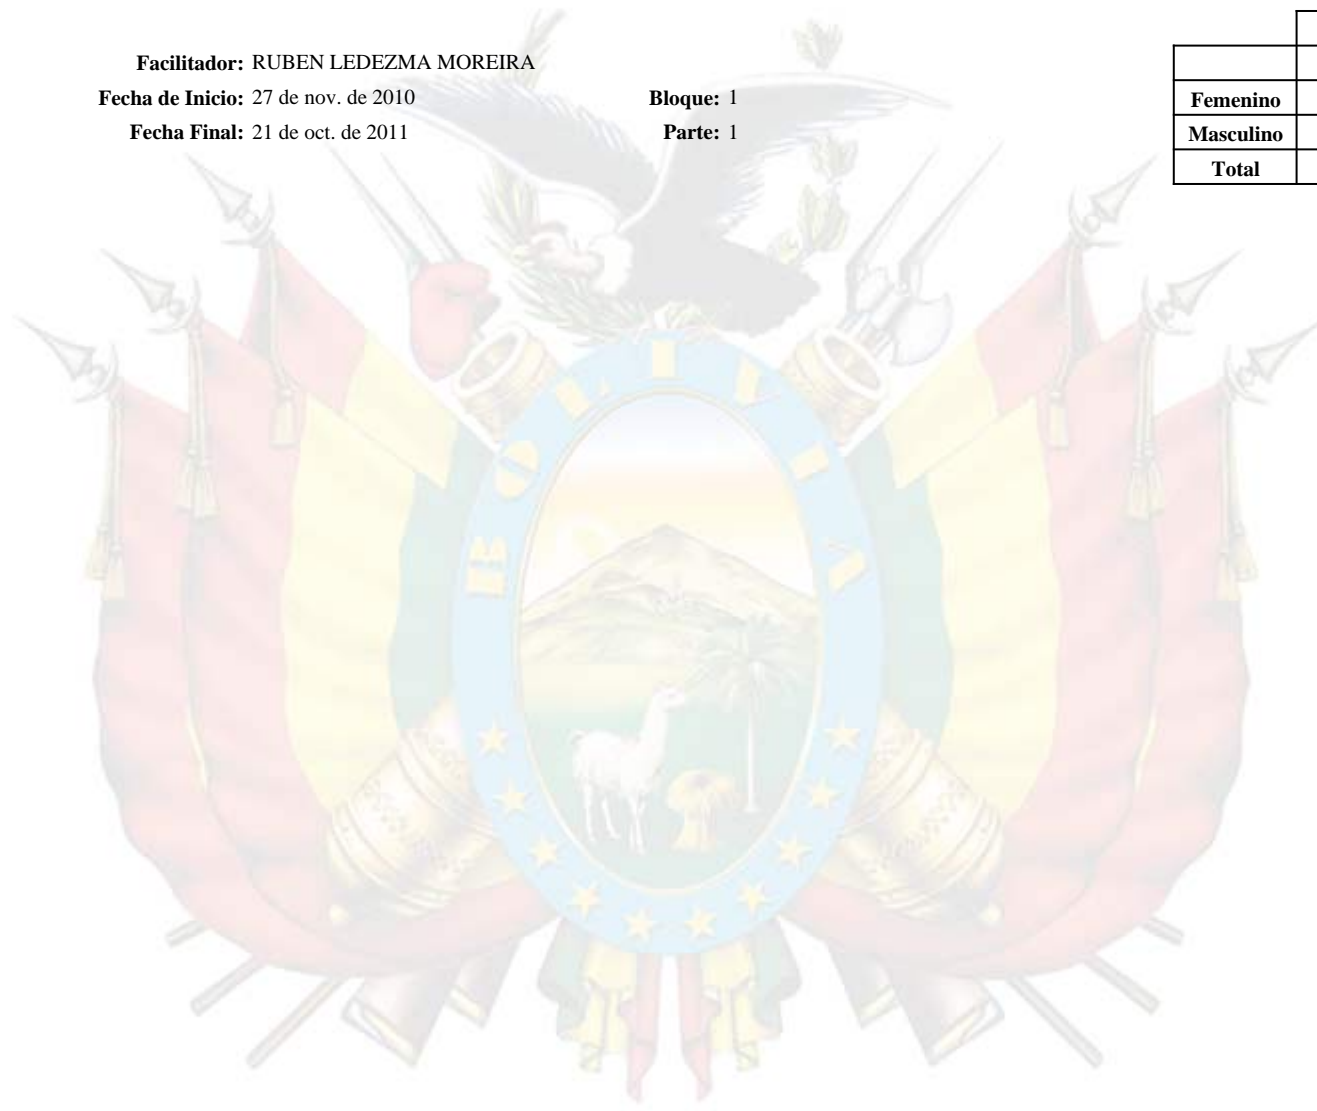 Facilitador: RUBEN LEDEZMA MOREIRA
Fecha de Inicio: 27 de nov. de 2010 Bloque: 1
Fecha Final: 21 de oct. de 2011 Parte: 1
Femenino
Masculino
Total
BOLIVIA